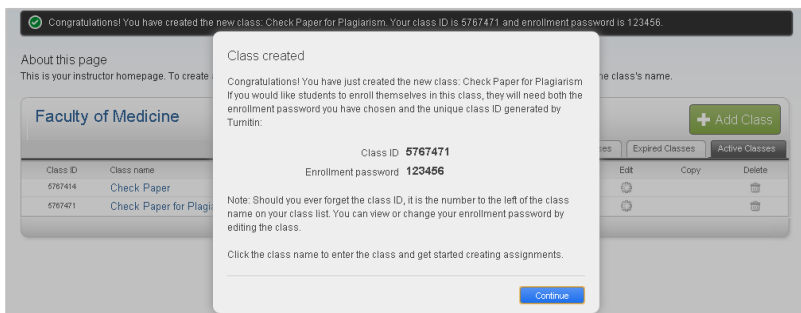 Congratulations! You have created the new class: Check Paper for Plagiarism. Your class ID is 5767471 and enrollment password is 123456.
About this page
This is your instructor homepage. To create
he class's name.
Class created
Congratulations! You have just created the new class: Check Paper for Plagiarism
If you would like students to enroll themselves in this class, they will need both the
enrollment password you have chosen and the unique class ID generated by
Turnitin:
Class ID 5767471
Enrollment password 123456
Note: Should you ever forget the class ID, it is the number to the left of the class
name on your class list. You can view or change your enrollment password by
editing the class.
Click the class name to enter the class and get started creating assignments.
Continue
Faculty of Medicine
Add Class
Expired Classes Active Classes
Class ID Class name Edit Copy Delete
5767414 Check Paper
5767471 Check Paper for Plagi